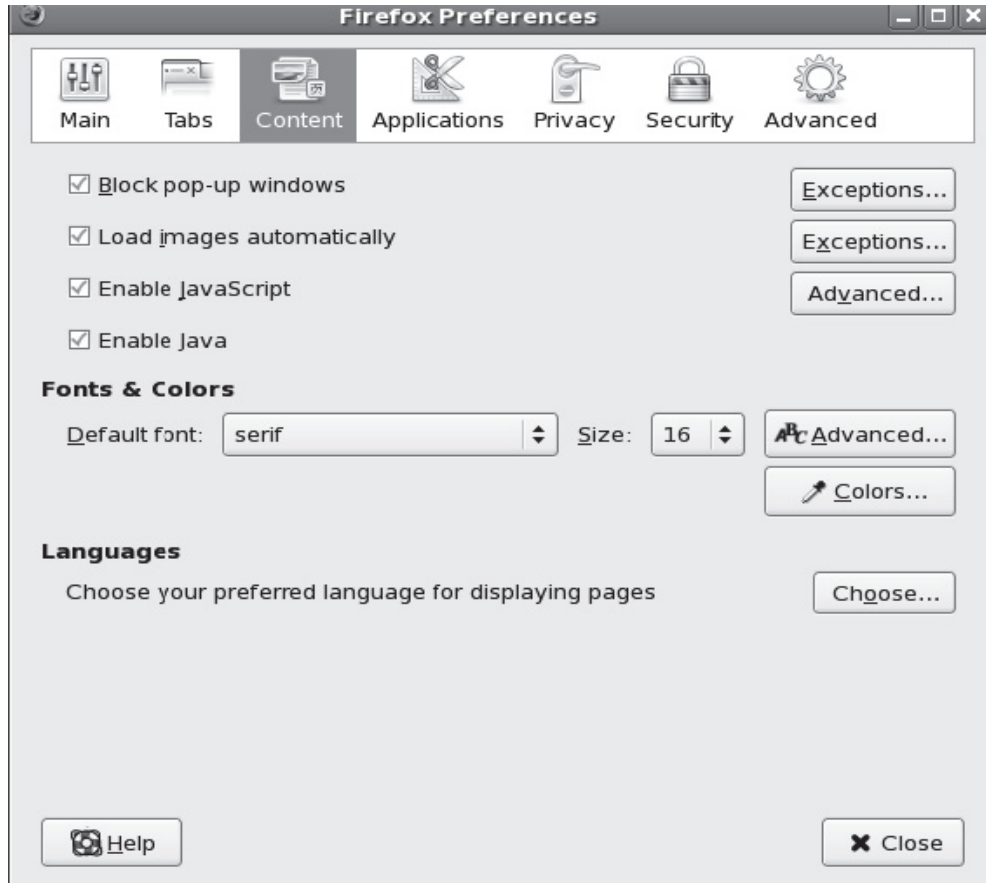 Firefox Preferences
Main Tabs Content Applications Privacy Security Advanced
Block pop-up windows Exceptions...
Load images automatically Exceptions...
Enable JavaScript Advanced...
Enable Java
Fonts & Colors
Default font: serif Size: 16 ABC Advanced...
Colors...
Languages
Choose your preferred language for displaying pages Choose...
Help Close